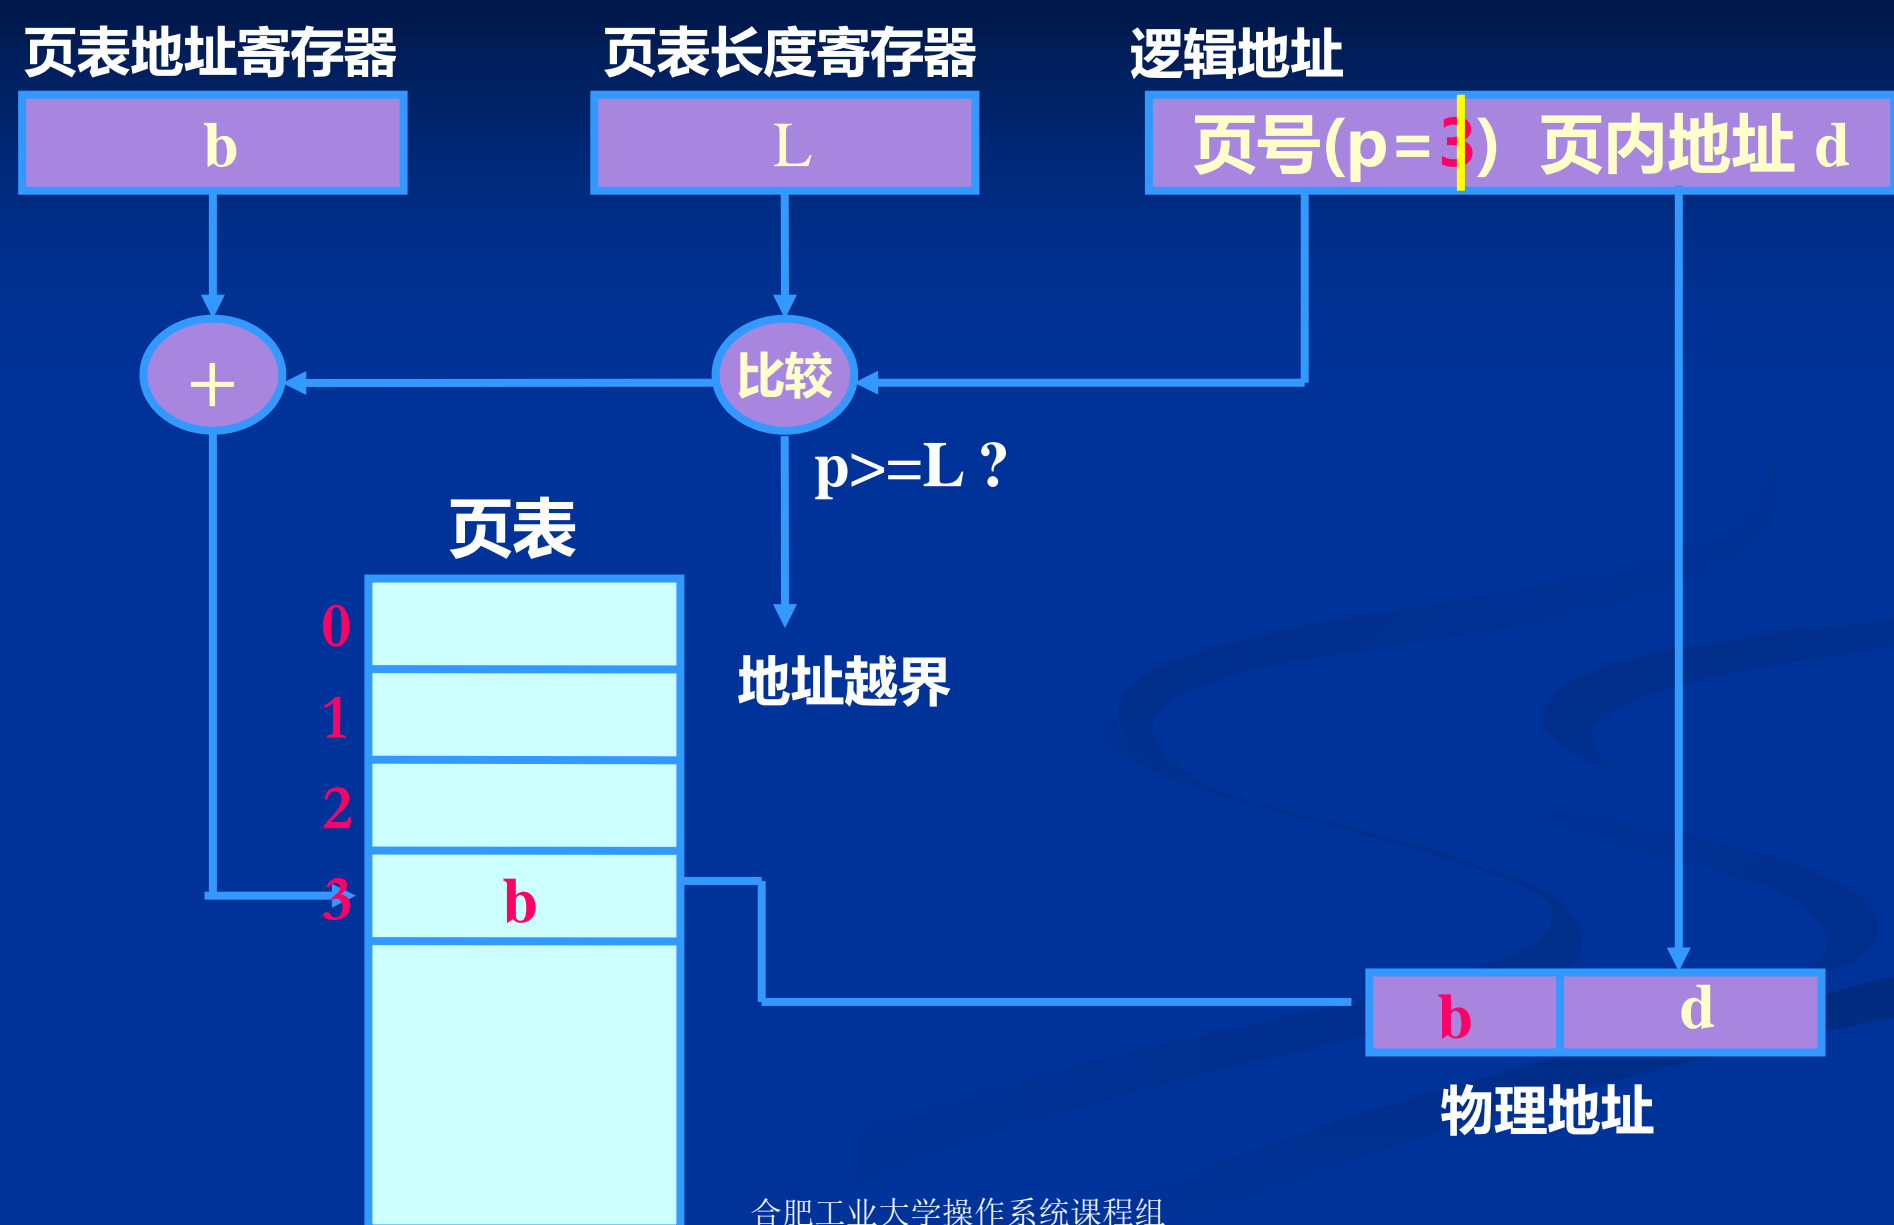 页表地址寄存器 页表长度寄存器 逻辑地址
b L 页号(p=3) 页内地址 d
+ 比较
p>=L ?
页表
0
地址越界
1
2
3 b
b d
物理地址
合肥工业大学操作系统课程组